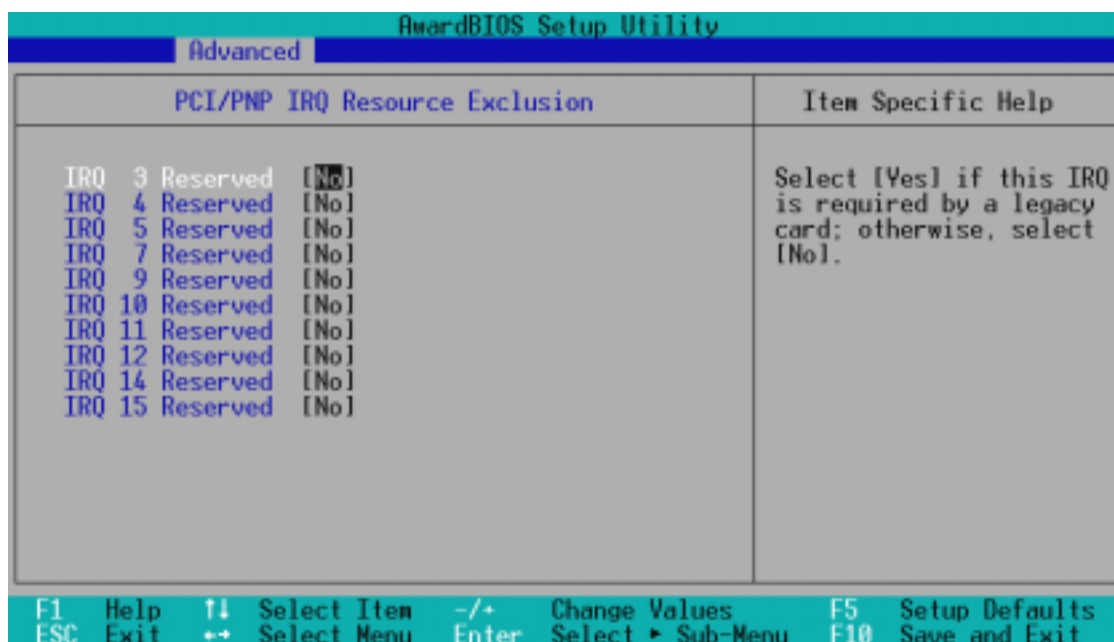 AwardBIOS Setup Utility
Advanced
PCI/PNP IRQ Resource Exclusion
IRQ 3 Reserved [No]
IRQ 4 Reserved [No]
IRQ 5 Reserved [No]
IRQ 7 Reserved [No]
IRQ 9 Reserved [No]
IRQ 10 Reserved [No]
IRQ 11 Reserved [No]
IRQ 12 Reserved [No]
IRQ 14 Reserved [No]
IRQ 15 Reserved [No]
Item Specific Help
Select [Yes] if this IRQ
is required by a legacy
card; otherwise, select
[No].
F1 Help ↑↓ Select Item -/+ Change Values F5 Setup Defaults
ESC Exit ←→ Select Menu Enter Select ► Sub-Menu F10 Save and Exit